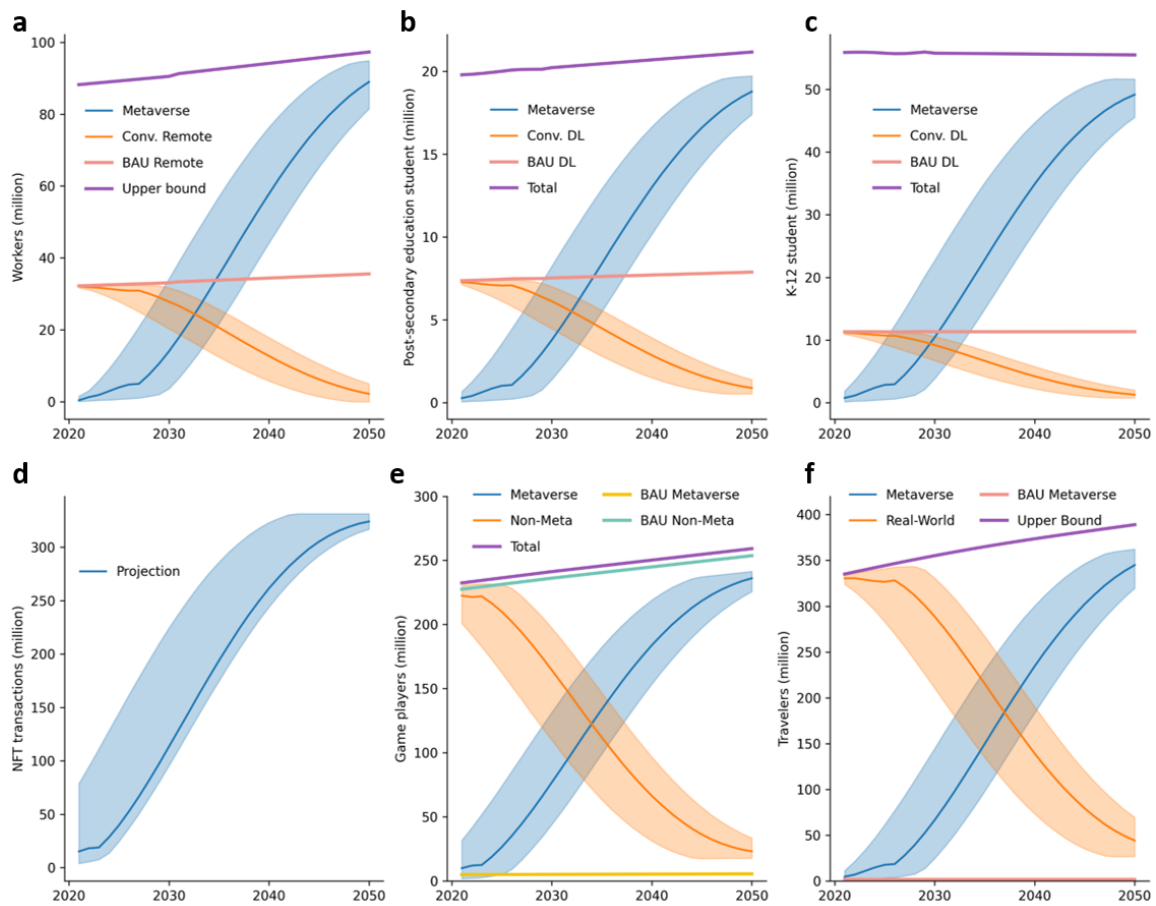 a
Workers (million)
100
80
60
40
20
0
2020
2030
2040
2050
Metaverse
Conv. Remote
BAU Remote
Upper bound
b
Post-secondary education student (million)
20
15
10
5
0
2020
2030
2040
2050
Metaverse
Conv. DL
BAU DL
Total
c
K-12 student (million)
50
40
30
20
10
0
2020
2030
2040
2050
Metaverse
Conv. DL
BAU DL
Total
d
NFT transactions (million)
300
250
200
150
100
50
0
2020
2030
2040
2050
Projection
e
Game players (million)
300
250
200
150
100
50
0
2020
2030
2040
2050
Metaverse
Non-Meta
Total
BAU Metaverse
BAU Non-Meta
f
Travelers (million)
400
350
300
250
200
150
100
50
0
2020
2030
2040
2050
Metaverse
Real-World
BAU Metaverse
Upper Bound